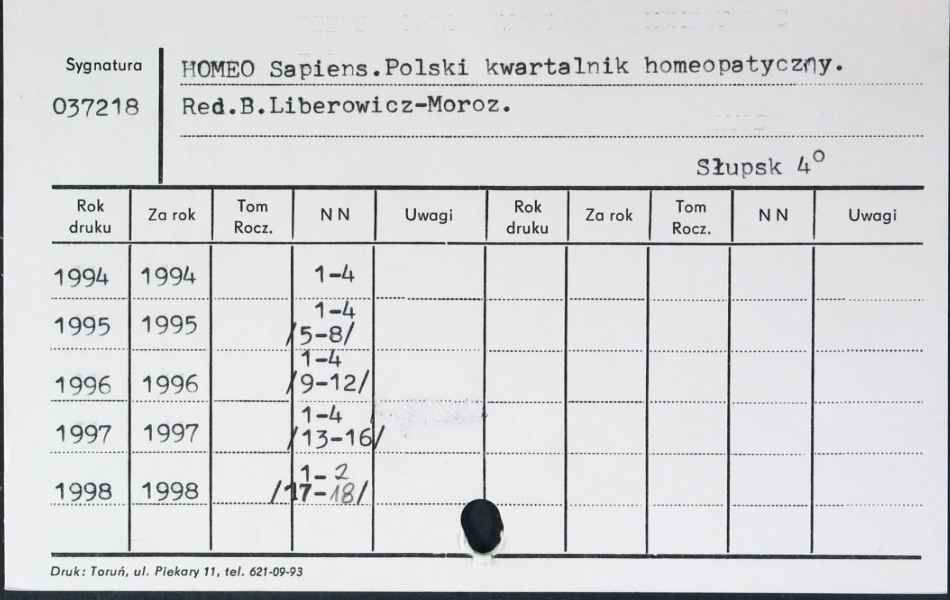 Sygnatura HOMEO Sapiens.Polski kwartalnik homeopatyczny.
037218 Red.B.Liberowicz-Moroz.
Słupsk 4°
Rok druku Za rok Tom Rocz. N N Uwagi Rok druku Za rok Tom Rocz. N N Uwagi
1994 1994 1-4
1995 1995 1-4 /5-8/
1996 1996 1-4 /9-12/
1997 1997 1-4 /13-16/
1998 1998 1-2 /17-18/
Druk: Toruń, ul. Piekary 11, tel. 621-09-93